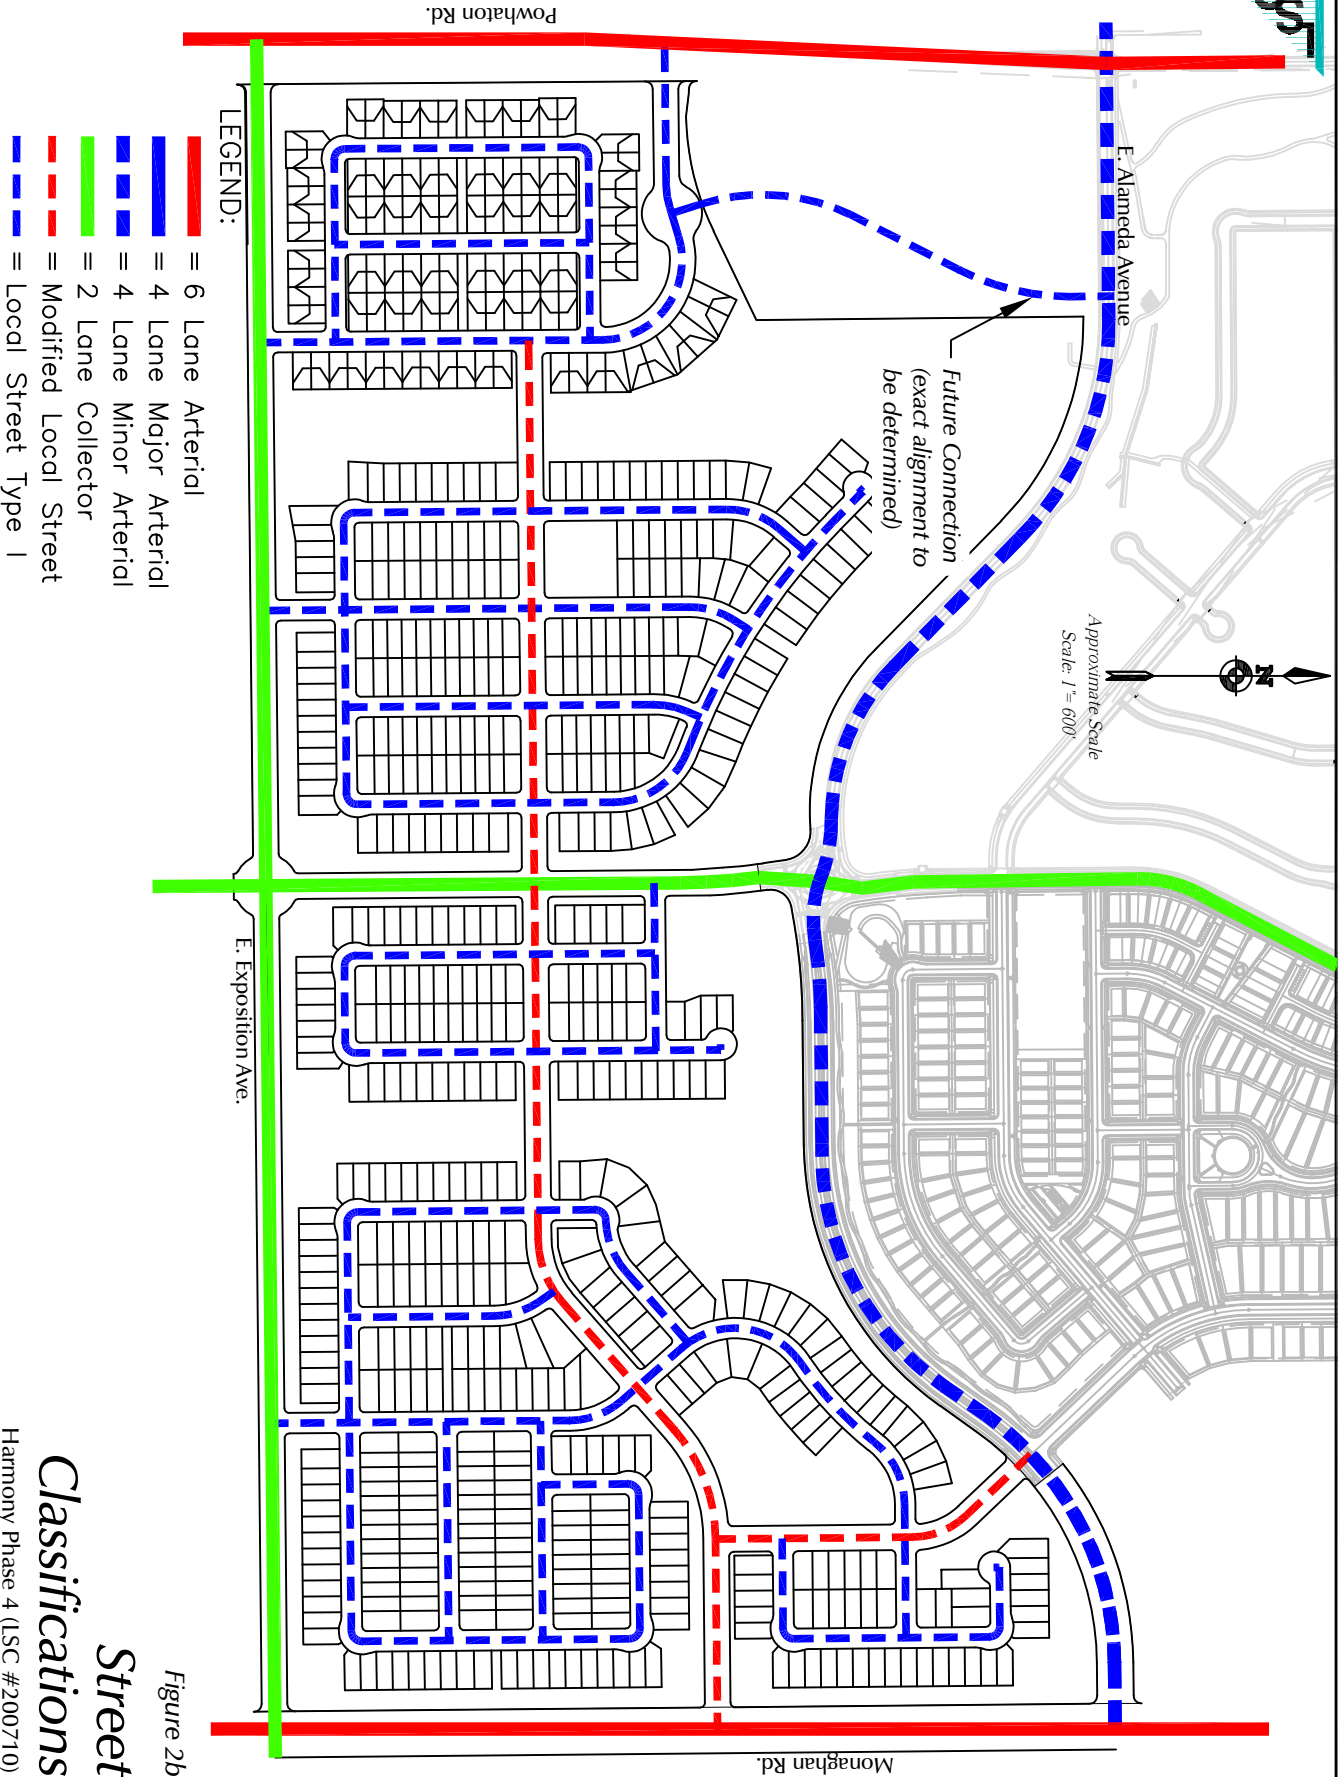 Powhaton Rd.
E. Alameda Avenue
Future Connection
(exact alignment to
be determined)
Approximate Scale
Scale: 1"= 600'
N
E. Exposition Ave.
Monaghan Rd.
LEGEND:
= 6 Lane Arterial
= 4 Lane Major Arterial
= 4 Lane Minor Arterial
= 2 Lane Collector
= Modified Local Street
= Local Street Type I
Figure 2b
Street
Classifications
Harmony Phase 4 (LSC #200710)